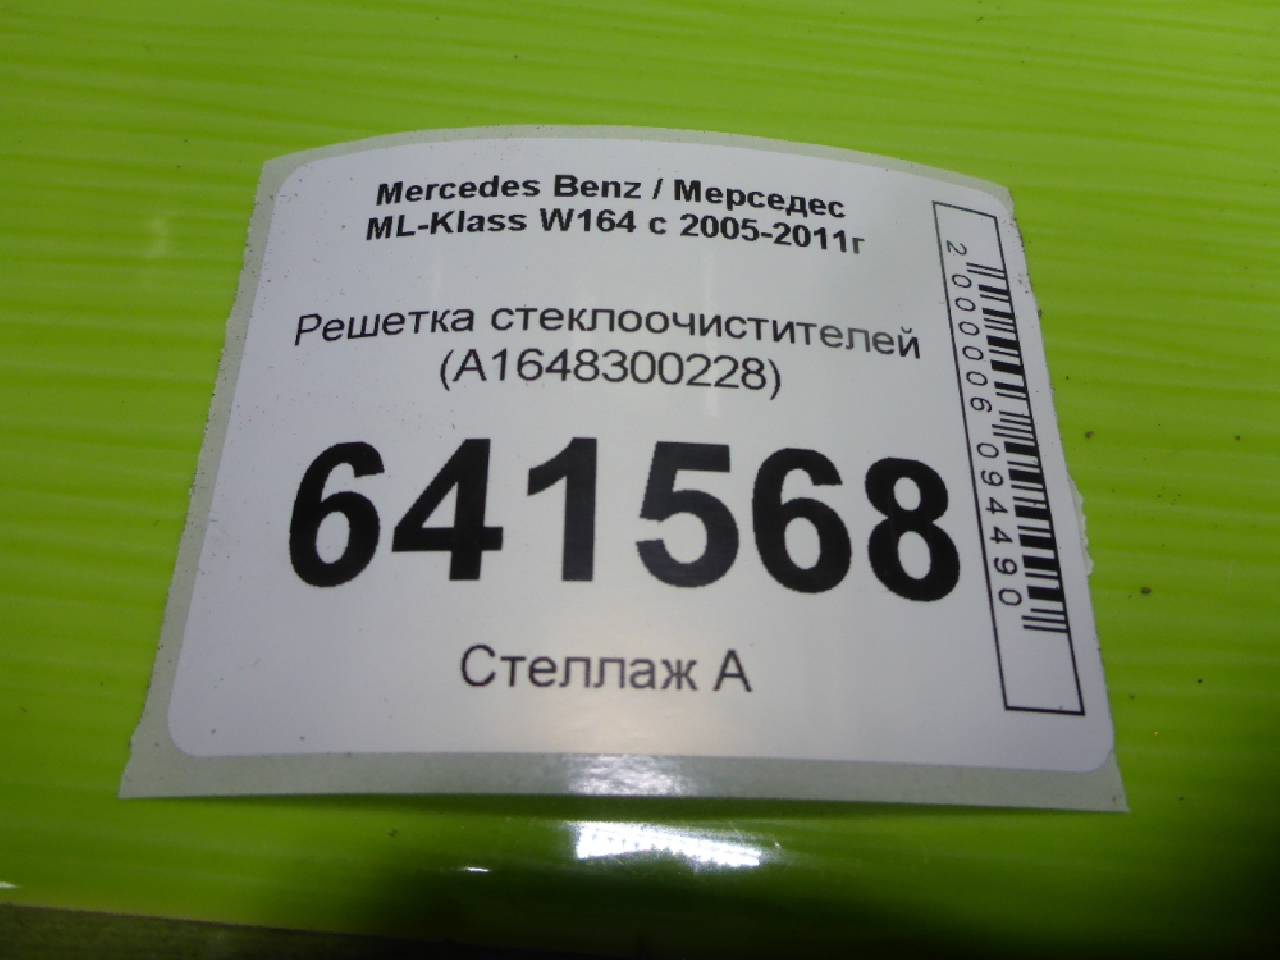 Mercedes Benz / Мерседес
ML-Klass W164 с 2005-2011г
Решетка стеклоочистителей
(A1648300228)
641568
Стеллаж А
2000006094490